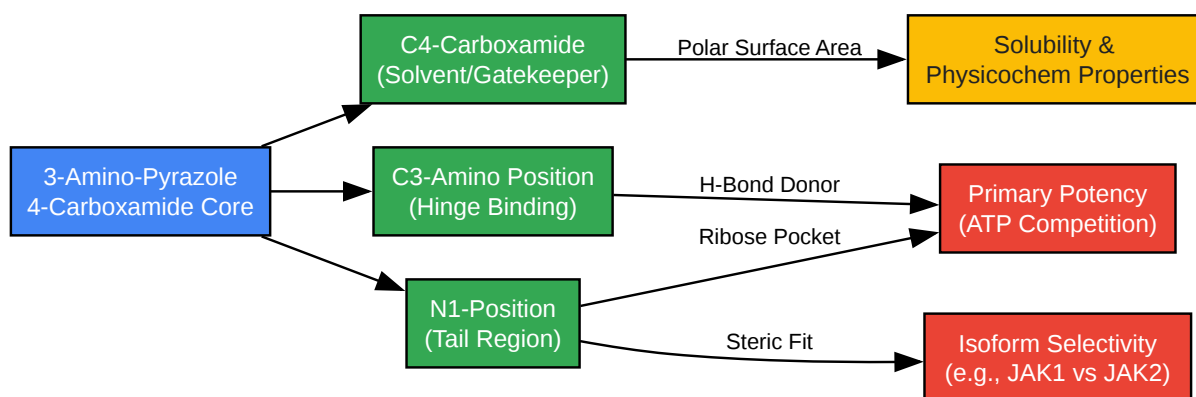 C4-Carboxamide
(Solvent/Gatekeeper)
Polar Surface Area
Solubility &
Physicochem Properties
3-Amino-Pyrazole
4-Carboxamide Core
C3-Amino Position
(Hinge Binding)
H-Bond Donor
Primary Potency
(ATP Competition)
Ribose Pocket
N1-Position
(Tail Region)
Steric Fit
Isoform Selectivity
(e.g., JAK1 vs JAK2)